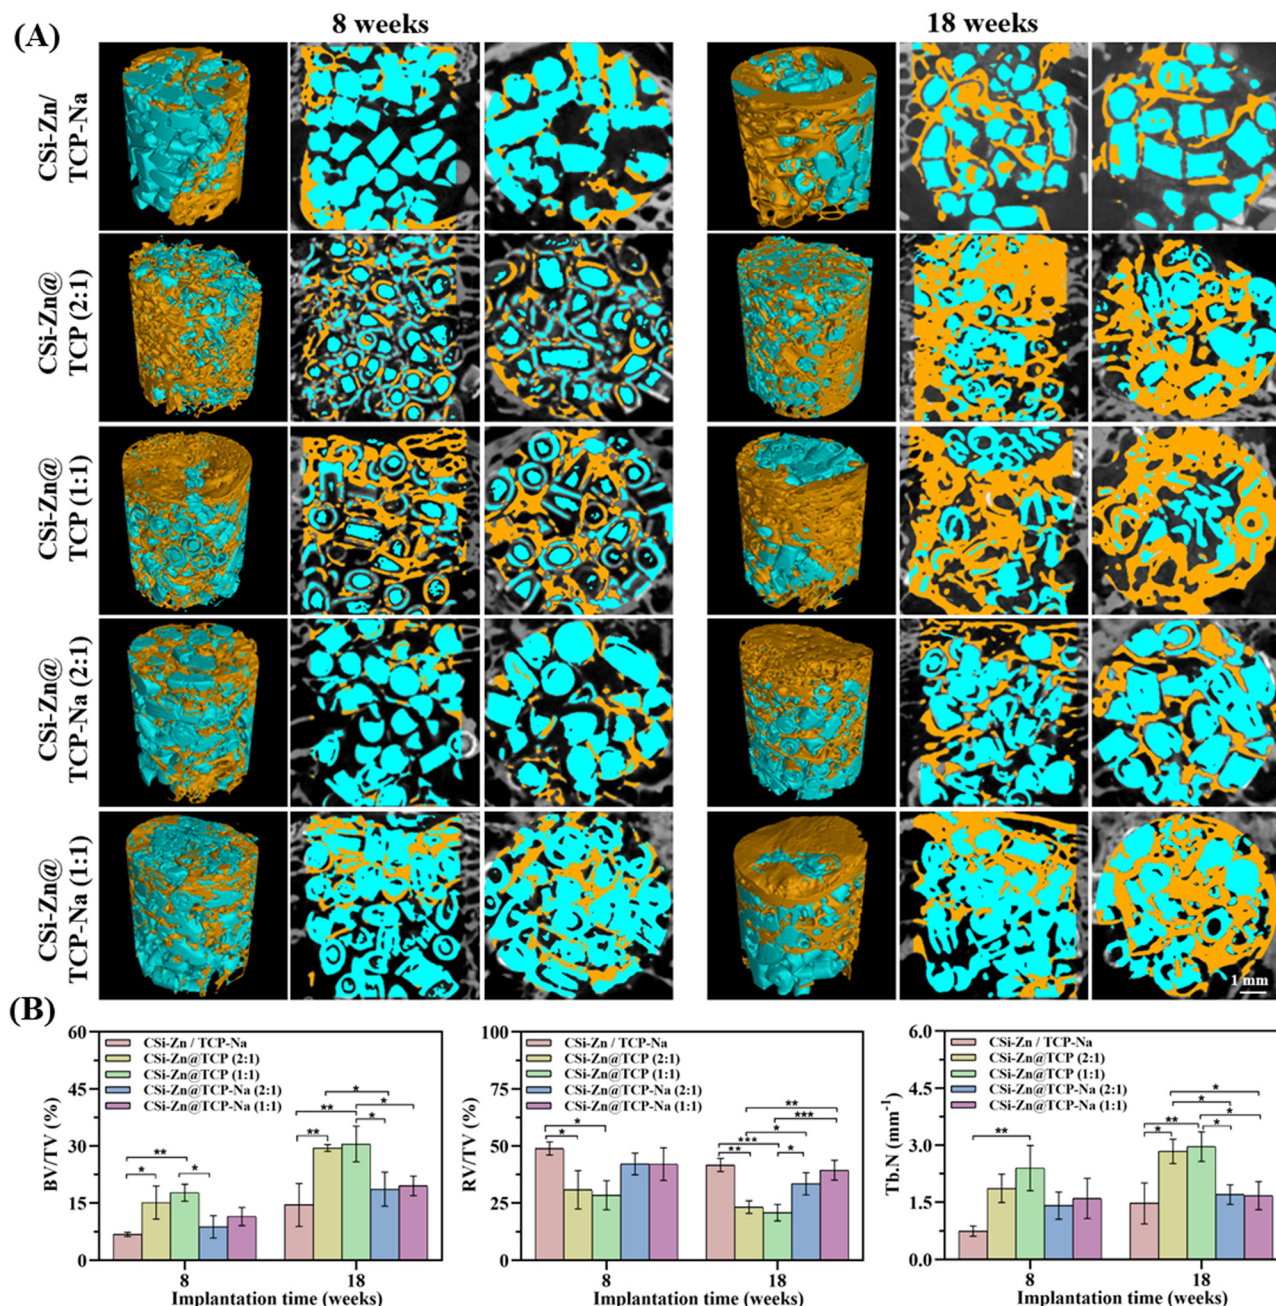 (A)
8 weeks
18 weeks
CSi-Zn/
TCP-Na
CSi-Zn@
TCP (2:1)
CSi-Zn@
TCP (1:1)
CSi-Zn@
TCP-Na (2:1)
CSi-Zn@
TCP-Na (1:1)
1 mm
(B)
60
45
30
15
0
BV/TV (%)
CSi-Zn / TCP-Na
CSi-Zn@TCP (2:1)
CSi-Zn@TCP (1:1)
CSi-Zn@TCP-Na (2:1)
CSi-Zn@TCP-Na (1:1)
*
**
*
**
**
*
*
*
8
18
Implantation time (weeks)
100
75
50
25
0
RV/TV (%)
CSi-Zn / TCP-Na
CSi-Zn@TCP (2:1)
CSi-Zn@TCP (1:1)
CSi-Zn@TCP-Na (2:1)
CSi-Zn@TCP-Na (1:1)
*
*
**
***
*
***
**
*
8
18
Implantation time (weeks)
6.0
4.5
3.0
1.5
0.0
Tb.N (mm⁻¹)
CSi-Zn / TCP-Na
CSi-Zn@TCP (2:1)
CSi-Zn@TCP (1:1)
CSi-Zn@TCP-Na (2:1)
CSi-Zn@TCP-Na (1:1)
**
*
*
**
*
*
*
8
18
Implantation time (weeks)